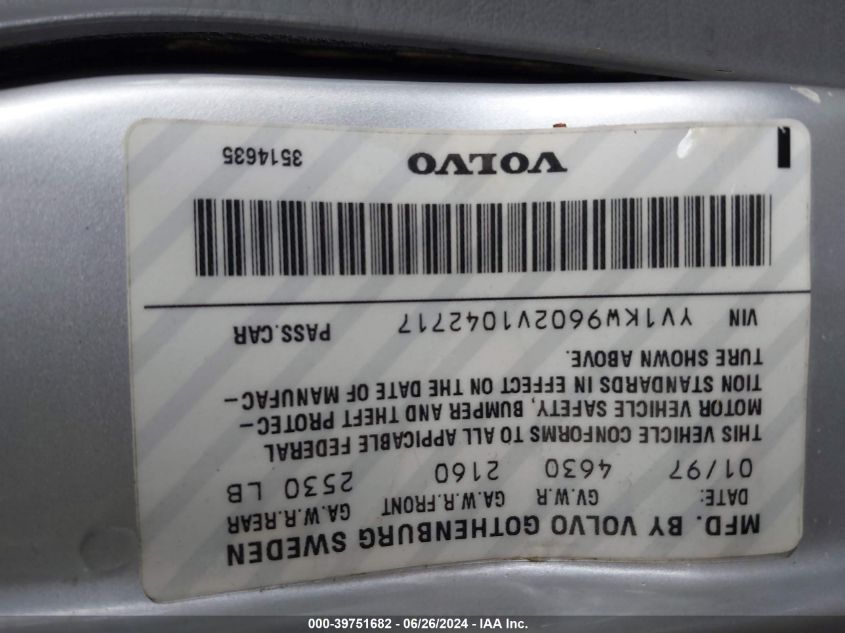 MFD. BY VOLVO GOTHENBURG SWEDEN
DATE: GV.W.R GA.W.R.FRONT GA.W.R.REAR
01/97 4630 2160 2530 LB
THIS VEHICLE CONFORMS TO ALL APPLICABLE FEDERAL
MOTOR VEHICLE SAFETY, BUMPER AND THEFT PROTEC-
TION STANDARDS IN EFFECT ON THE DATE OF MANUFAC-
TURE SHOWN ABOVE.
VIN YV1KW9602V1042717 PASS.CAR
VOLVO 3514635
000-39751682 / 06/26/2024 - IAA Inc.